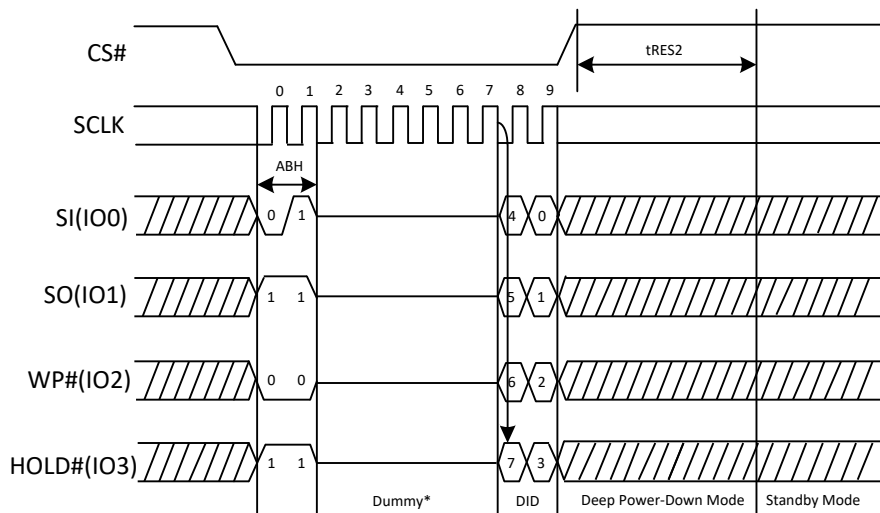 CS#
tRES2
0 1 2 3 4 5 6 7 8 9
SCLK
ABH
SI(IO0)
0 1 4 0
SO(IO1)
1 1 5 1
WP#(IO2)
0 0 6 2
HOLD#(IO3)
1 1 7 3
Dummy* DID Deep Power-Down Mode Standby Mode